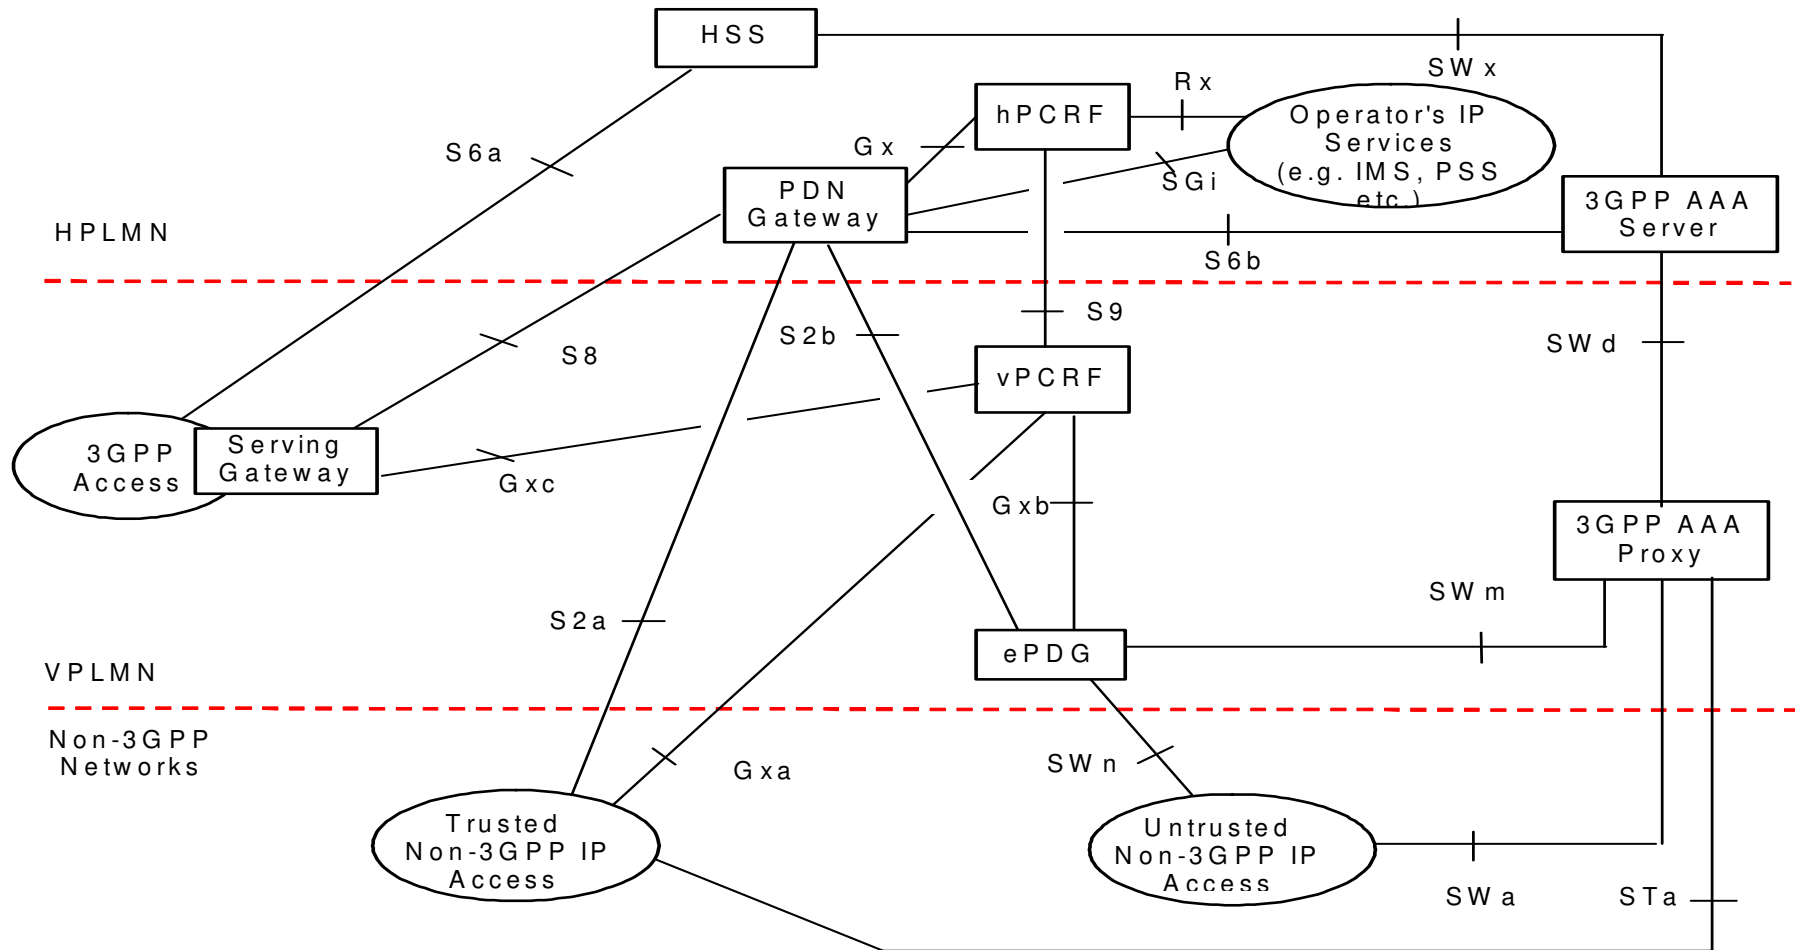 HSS
SWx
Rx
hPCRF
Operator's IP
Services
(e.g. IMS, PSS
etc.)
Gx
S6a
SGi
PDN
Gateway
3GPP AAA
Server
HPLMN
S6b
S9
S2b
S8
SWd
vPCRF
3GPP
Access
Serving
Gateway
Gxc
Gxb
3GPP AAA
Proxy
SWm
S2a
ePDG
VPLMN
Non-3GPP
Networks
Gxa
SWn
Trusted
Non-3GPP IP
Access
Untrusted
Non-3GPP IP
Access
SWa
STa